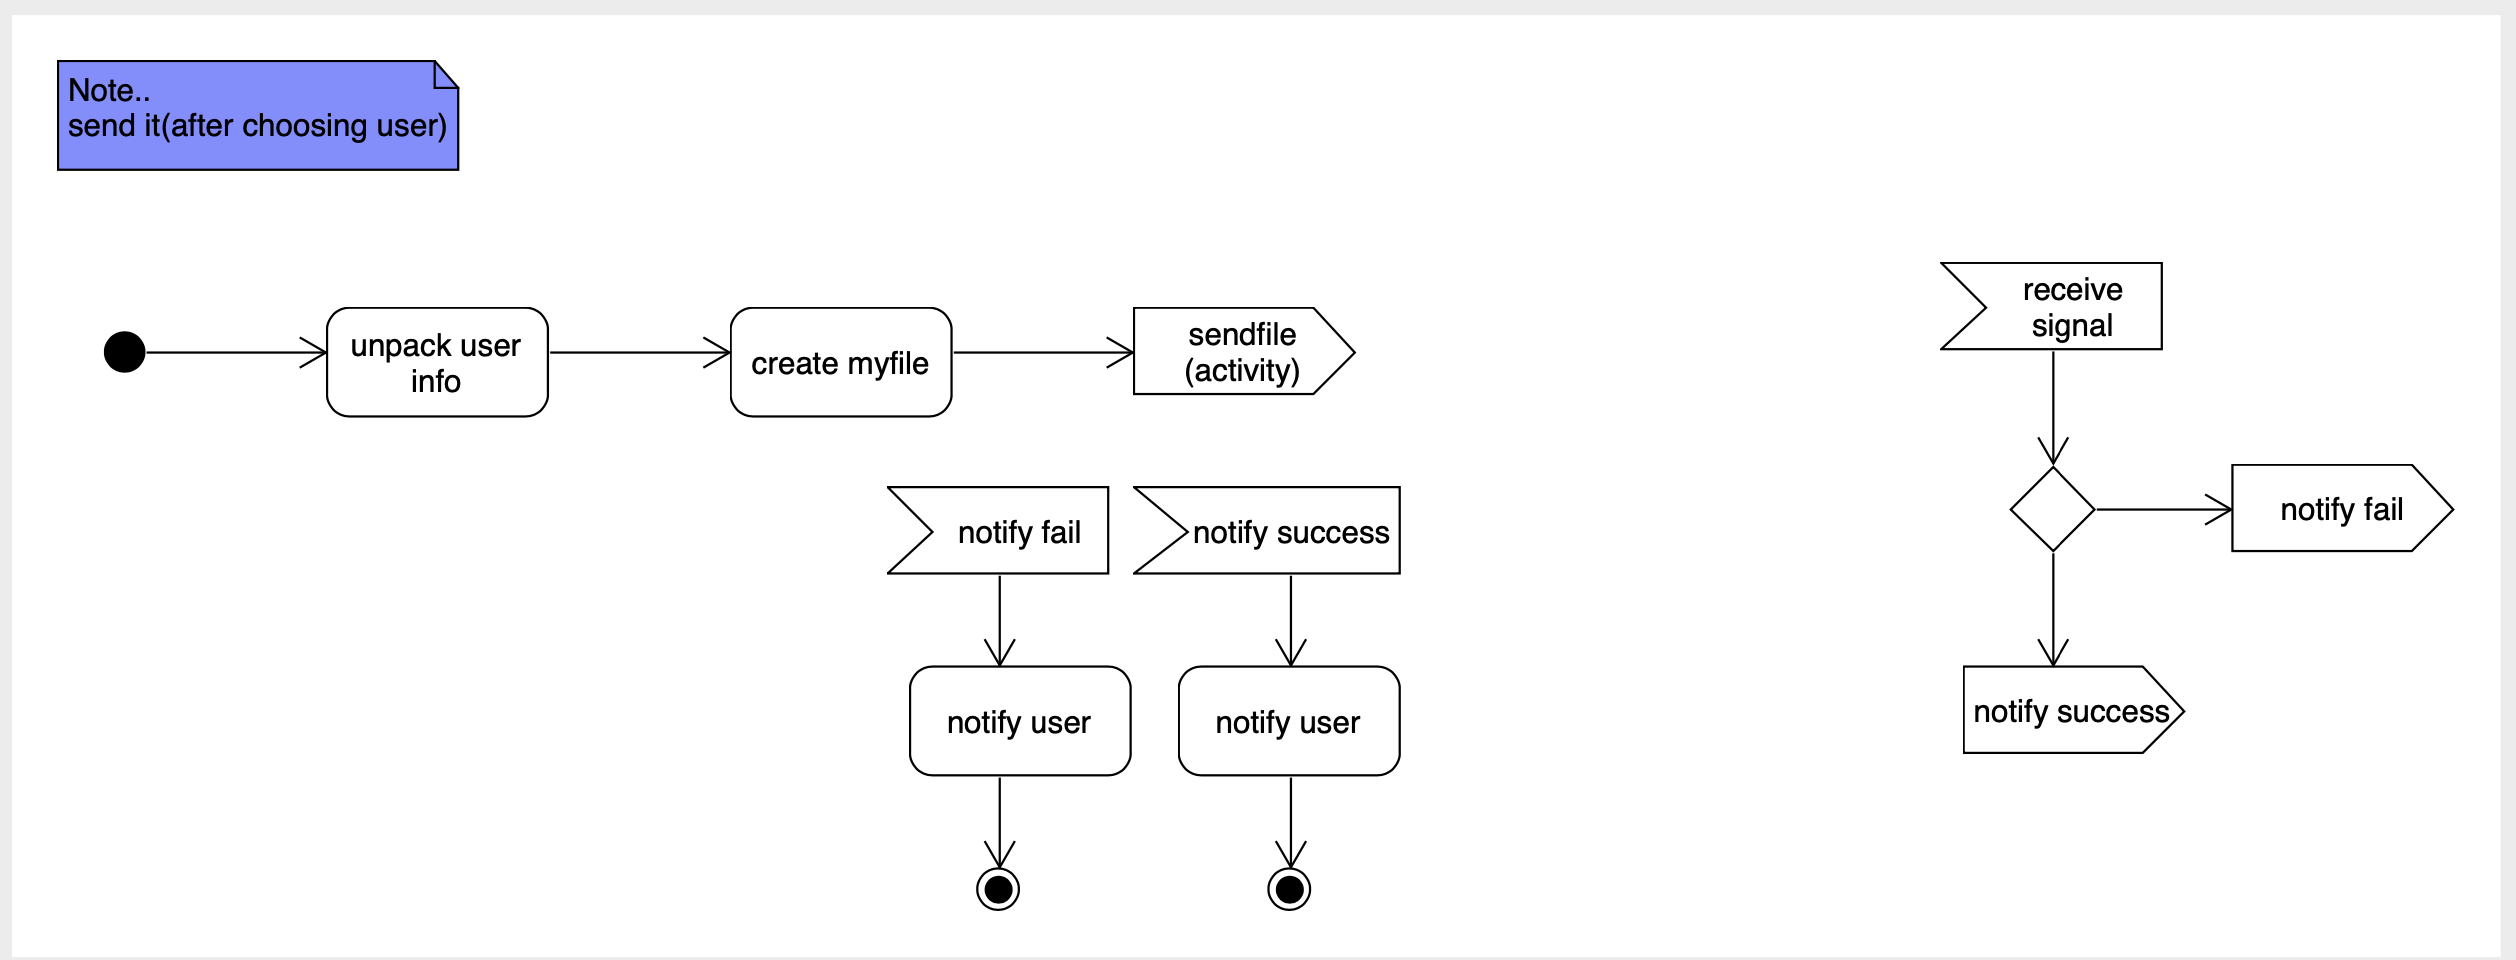 Note..
send it(after choosing user)
unpack user
info
create myfile
sendfile
(activity)
receive
signal
notify fail
notify success
notify fail
notify user
notify user
notify success